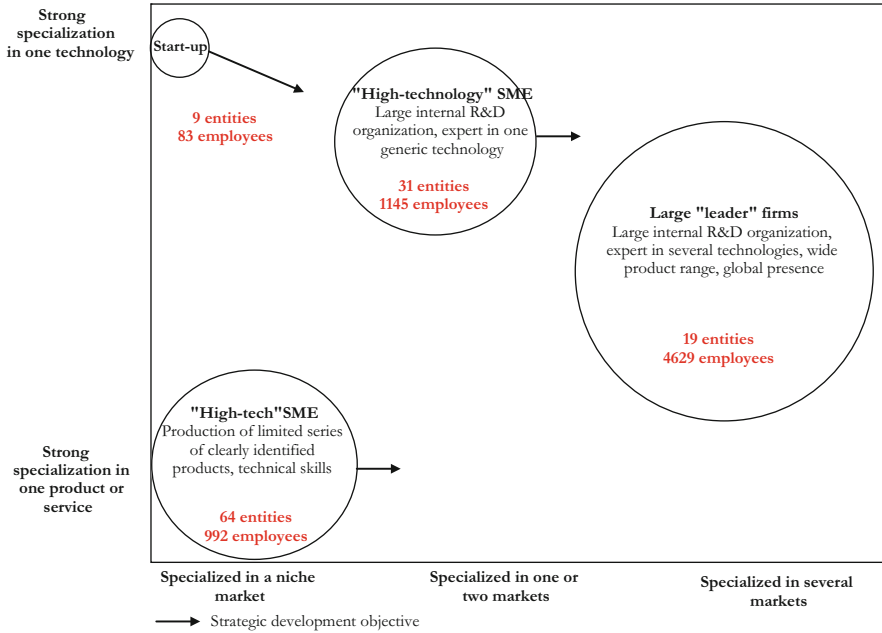 Strong
specialization
in one technology
Start-up
9 entities
83 employees
"High-technology" SME
Large internal R&D
organization, expert in one
generic technology
31 entities
1145 employees
Large "leader" firms
Large internal R&D organization,
expert in several technologies, wide
product range, global presence
19 entities
4629 employees
"High-tech"SME
Production of limited series
of clearly identified
products, technical skills
64 entities
992 employees
Strong
specialization in
one product or
service
Specialized in a niche
market
Specialized in one or
two markets
Specialized in several
markets
Strategic development objective